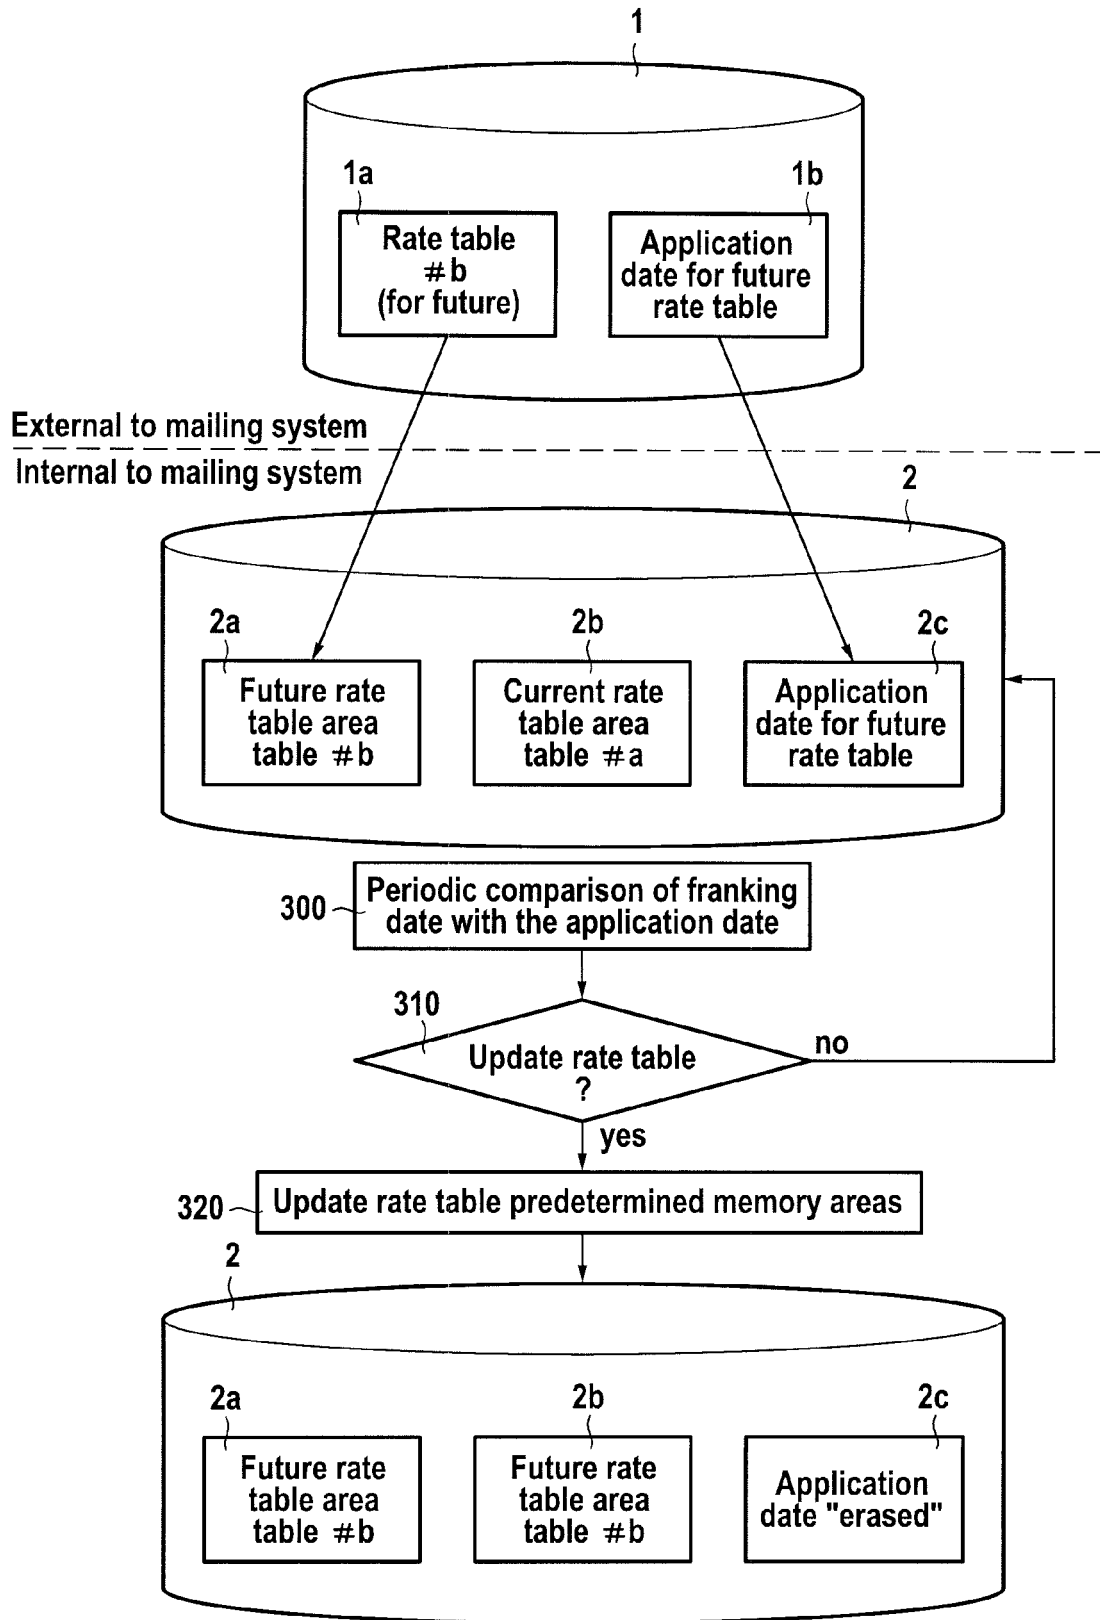 1
1a
1b
Rate table
#b
(for future)
Application
date for future
rate table
External to mailing system
Internal to mailing system
2
2a
2b
2c
Future rate
table area
table #b
Current rate
table area
table #a
Application
date for future
rate table
300
Periodic comparison of franking
date with the application date
310
Update rate table
?
no
yes
320
Update rate table predetermined memory areas
2
2a
2b
2c
Future rate
table area
table #b
Future rate
table area
table #b
Application
date "erased"